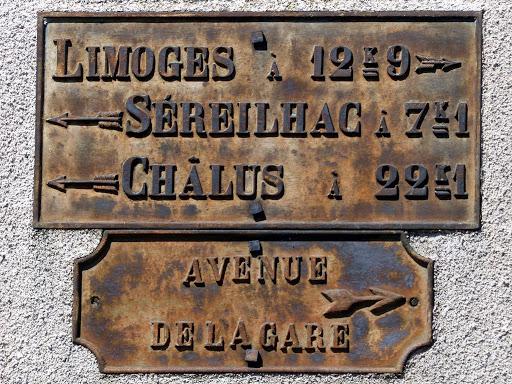 LIMOGES À 12K9
SÉREILHAC À 7K1
CHÂLUS À 22K1
AVENUE
DE LA GARE